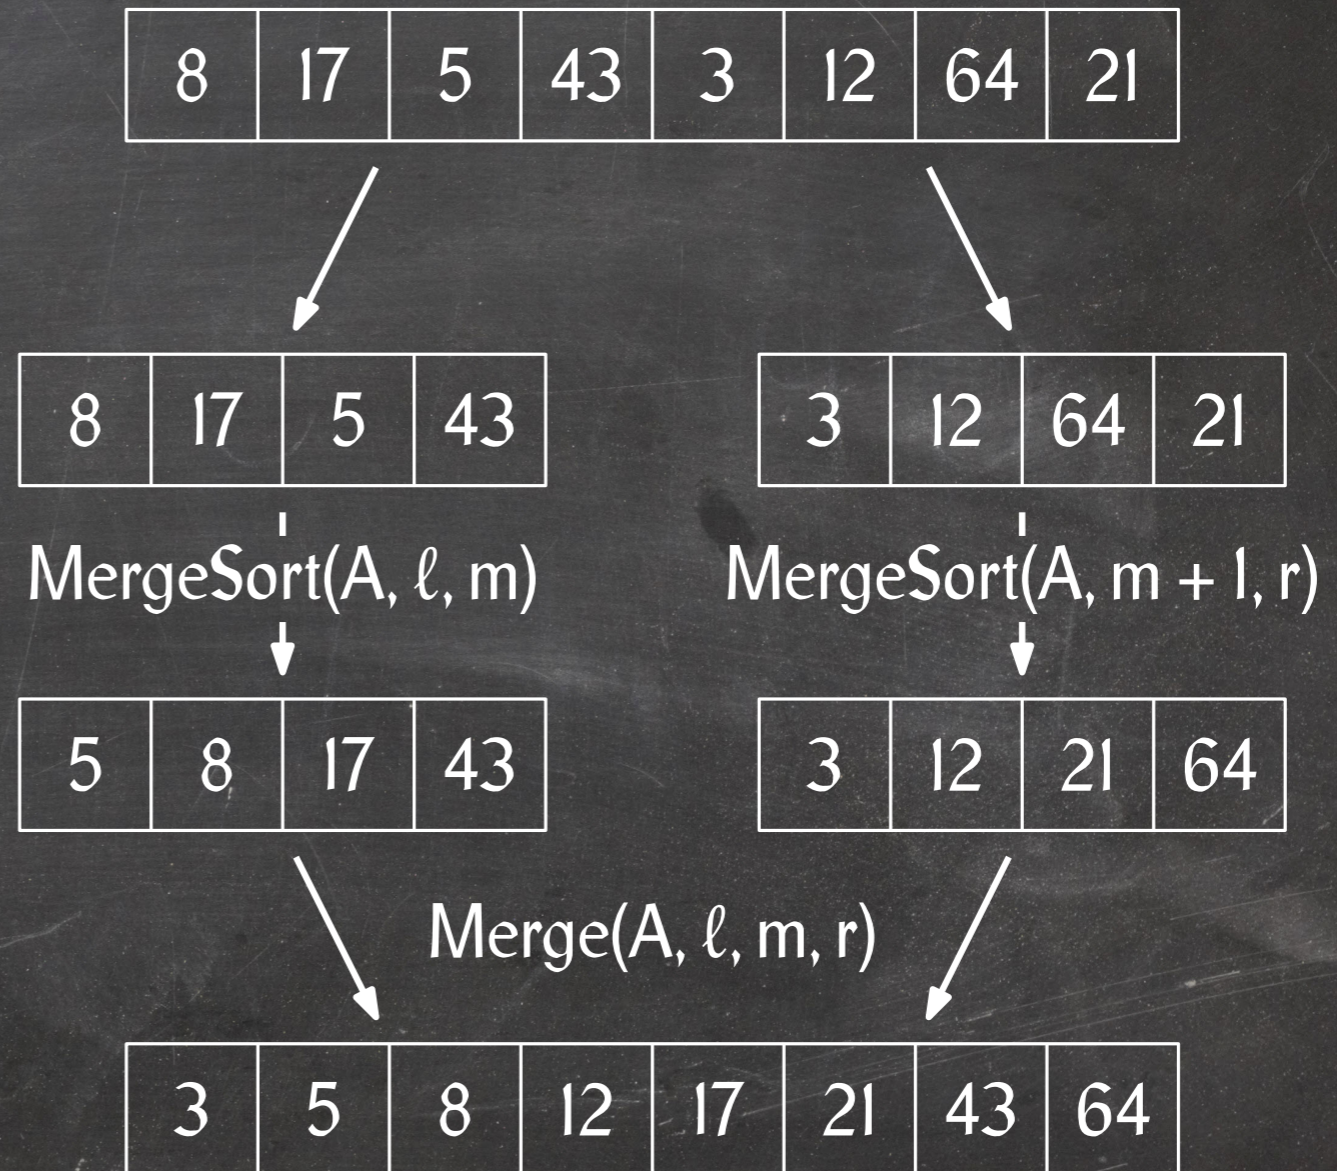 8 17 5 43 3 12 64 21
8 17 5 43 3 12 64 21
MergeSort(A, ℓ, m) MergeSort(A, m + 1, r)
5 8 17 43 3 12 21 64
Merge(A, ℓ, m, r)
3 5 8 12 17 21 43 64